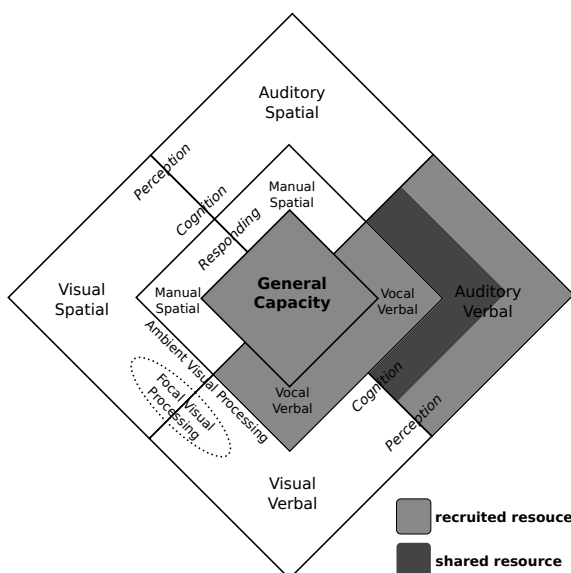 Auditory
Spatial
Perception
Cognition
Responding
Manual
Spatial
Visual
Spatial
Manual
Spatial
General
Capacity
Vocal
Verbal
Auditory
Verbal
Ambient Visual Processing
Focal Visual
Processing
Vocal
Verbal
Cognition
Perception
Visual
Verbal
recruited resouce
shared resource